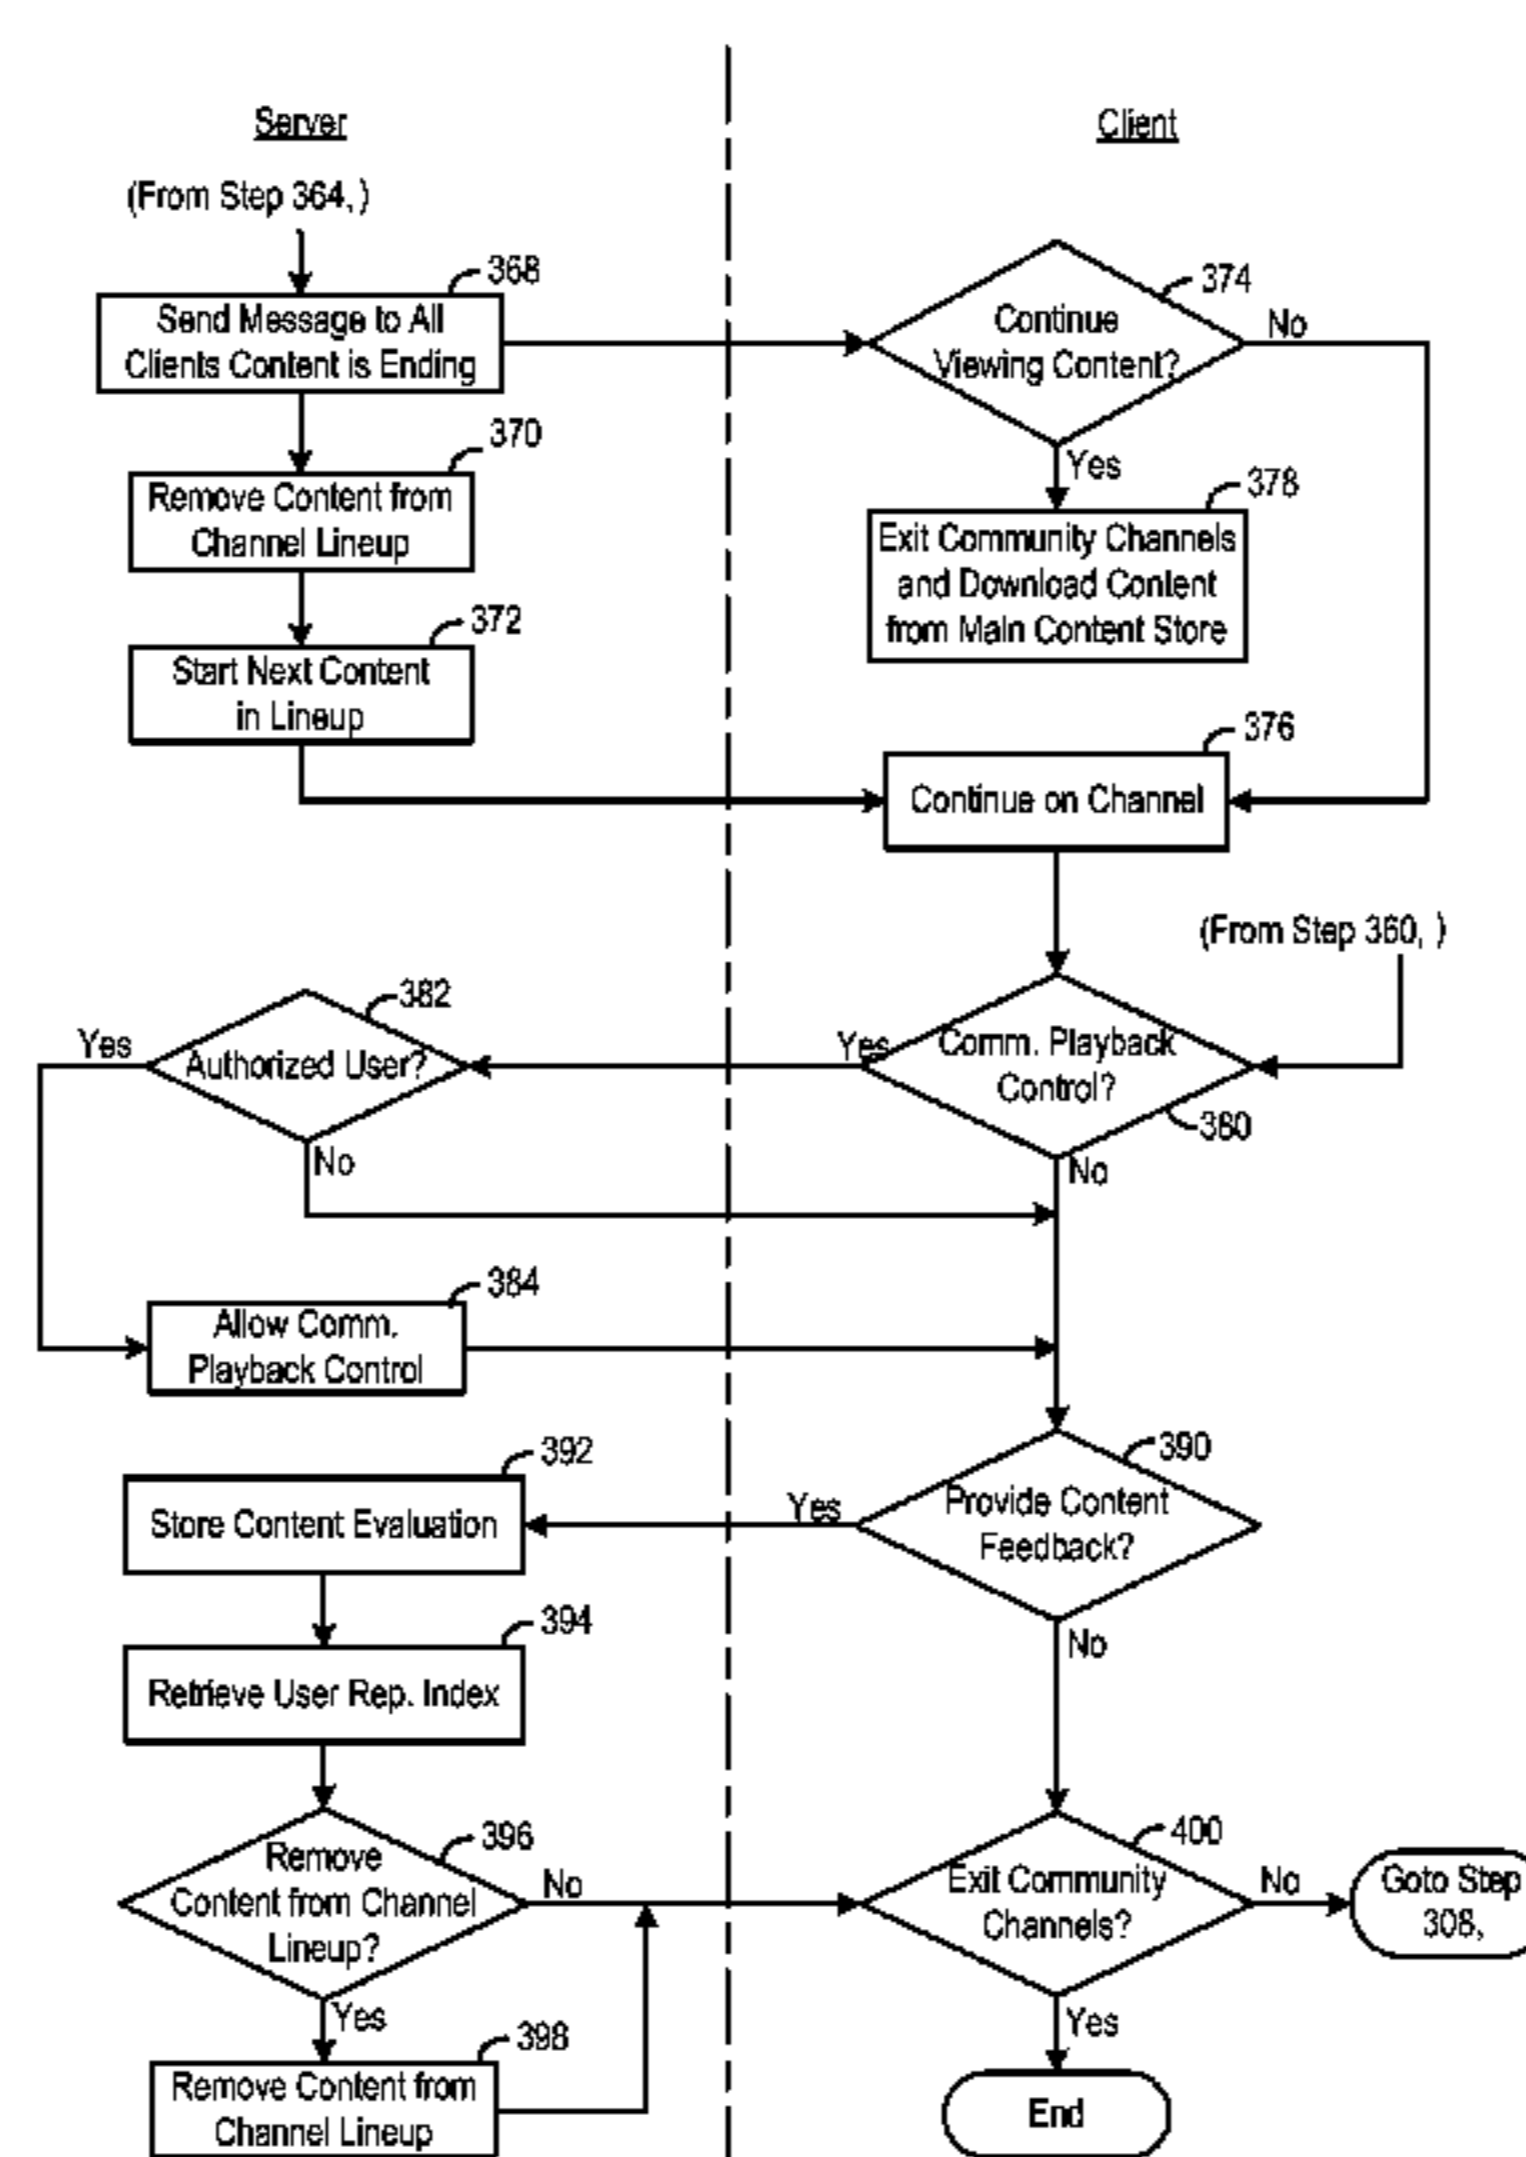 Server
Client
(From Step 364, )
368
Send Message to All
Clients Content is Ending
374
Continue
Viewing Content?
No
Yes
370
Remove Content from
Channel Lineup
378
Exit Community Channels
and Download Content
from Main Content Store
372
Start Next Content
in Lineup
376
Continue on Channel
(From Step 360, )
382
Authorized User?
Yes
No
Comm. Playback
Control?
380
Yes
No
384
Allow Comm.
Playback Control
390
Provide Content
Feedback?
Yes
No
392
Store Content Evaluation
394
Retrieve User Rep. Index
396
Remove
Content from Channel
Lineup?
No
Yes
400
Exit Community
Channels?
No
Goto Step
308,
Yes
398
Remove Content from
Channel Lineup
End